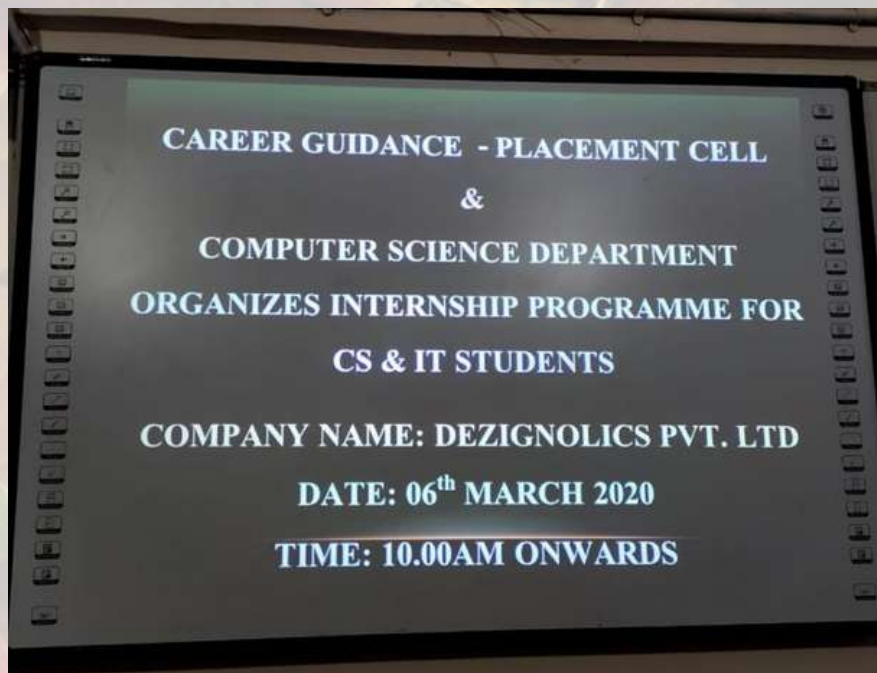 CAREER GUIDANCE - PLACEMENT CELL
&
COMPUTER SCIENCE DEPARTMENT
ORGANIZES INTERNSHIP PROGRAMME FOR
CS & IT STUDENTS
COMPANY NAME: DEZIGNOLICS PVT. LTD
DATE: 06th MARCH 2020
TIME: 10.00AM ONWARDS